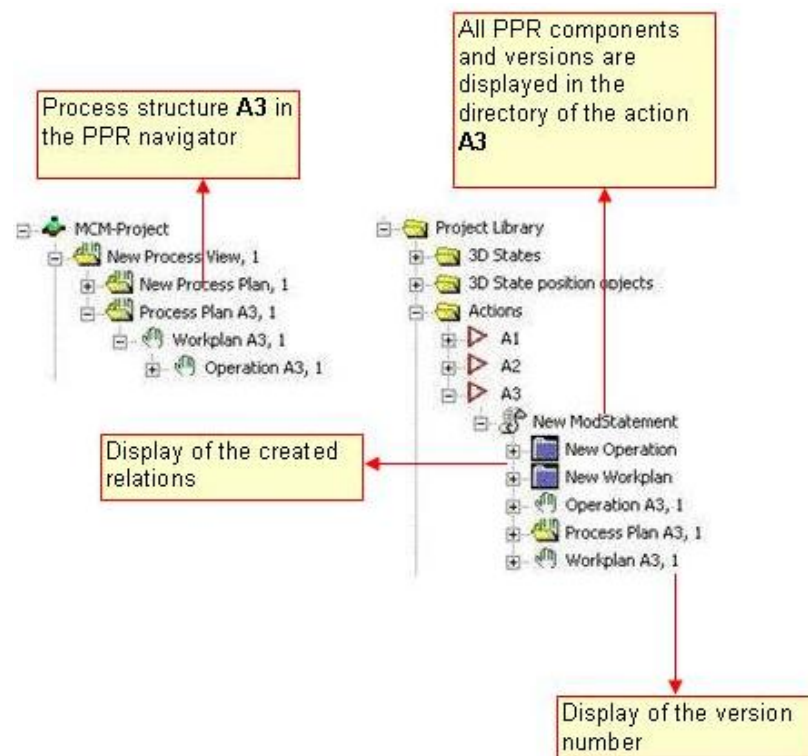 All PPR components
and versions are
displayed in the
directory of the action
A3
Process structure A3 in
the PPR navigator
MCM-Project
New Process View, 1
New Process Plan, 1
Process Plan A3, 1
Workplan A3, 1
Operation A3, 1
Project Library
3D States
3D State position objects
Actions
A1
A2
A3
New ModStatement
New Operation
New Workplan
Operation A3, 1
Process Plan A3, 1
Workplan A3, 1
Display of the created
relations
Display of the version
number